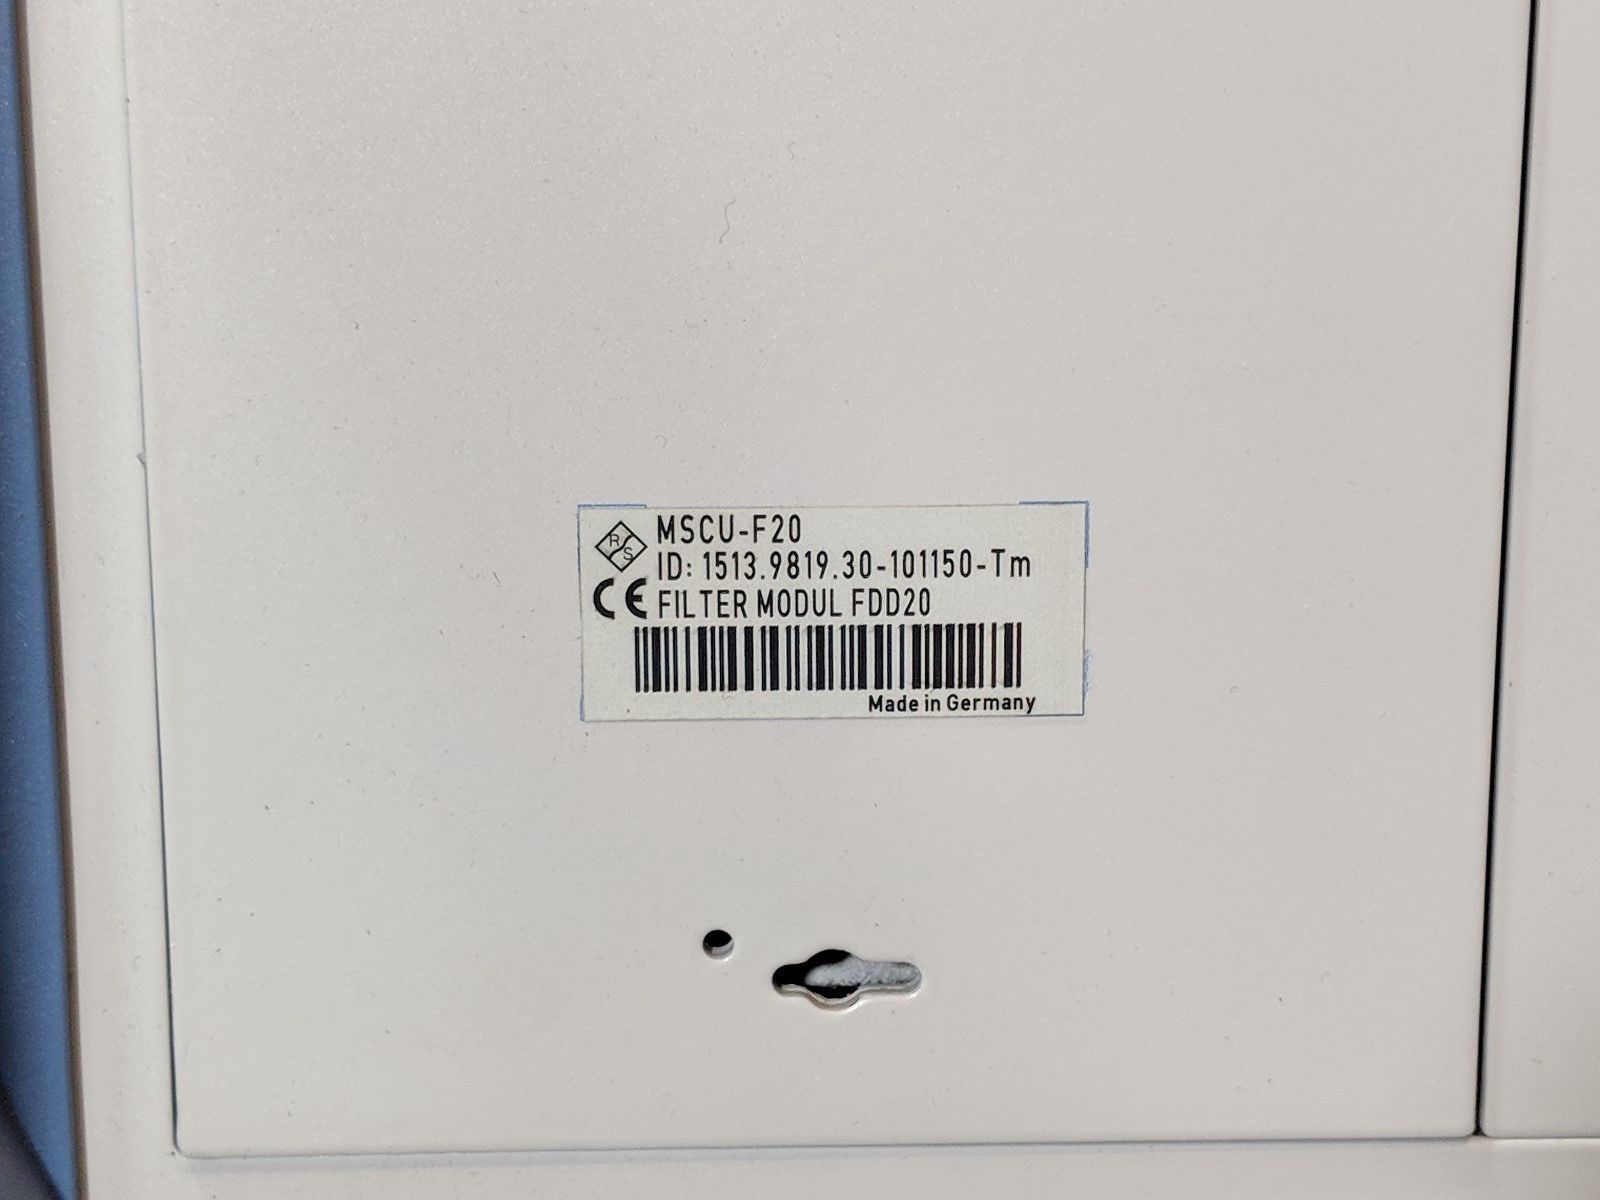 MSCU-F20
R S
ID: 1513.9819.30-101150-Tm
CE FILTER MODUL FDD20
Made in Germany